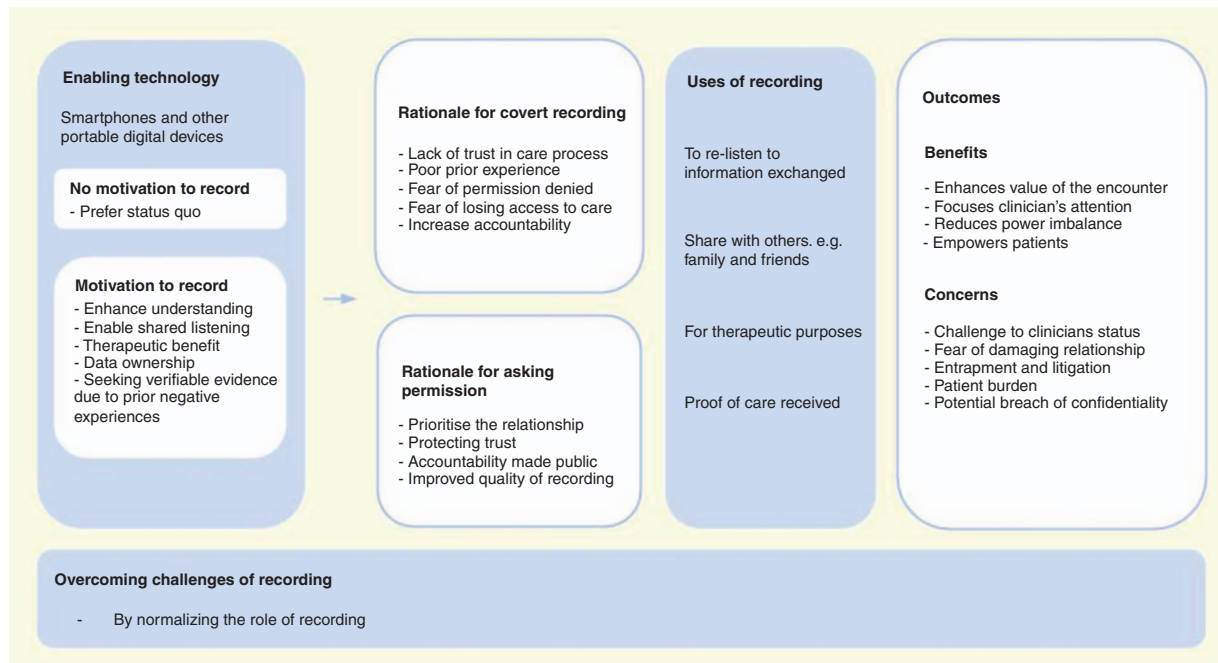 Enabling technology
Smartphones and other
portable digital devices
No motivation to record
- Prefer status quo
Motivation to record
- Enhance understanding
- Enable shared listening
- Therapeutic benefit
- Data ownership
- Seeking verifiable evidence
due to prior negative
experiences
Rationale for covert recording
- Lack of trust in care process
- Poor prior experience
- Fear of permission denied
- Fear of losing access to care
- Increase accountability
Rationale for asking
permission
- Prioritise the relationship
- Protecting trust
- Accountability made public
- Improved quality of recording
Uses of recording
To re-listen to
information exchanged
Share with others. e.g.
family and friends
For therapeutic purposes
Proof of care received
Outcomes
Benefits
- Enhances value of the encounter
- Focuses clinician's attention
- Reduces power imbalance
- Empowers patients
Concerns
- Challenge to clinicians status
- Fear of damaging relationship
- Entrapment and litigation
- Patient burden
- Potential breach of confidentiality
Overcoming challenges of recording
- By normalizing the role of recording